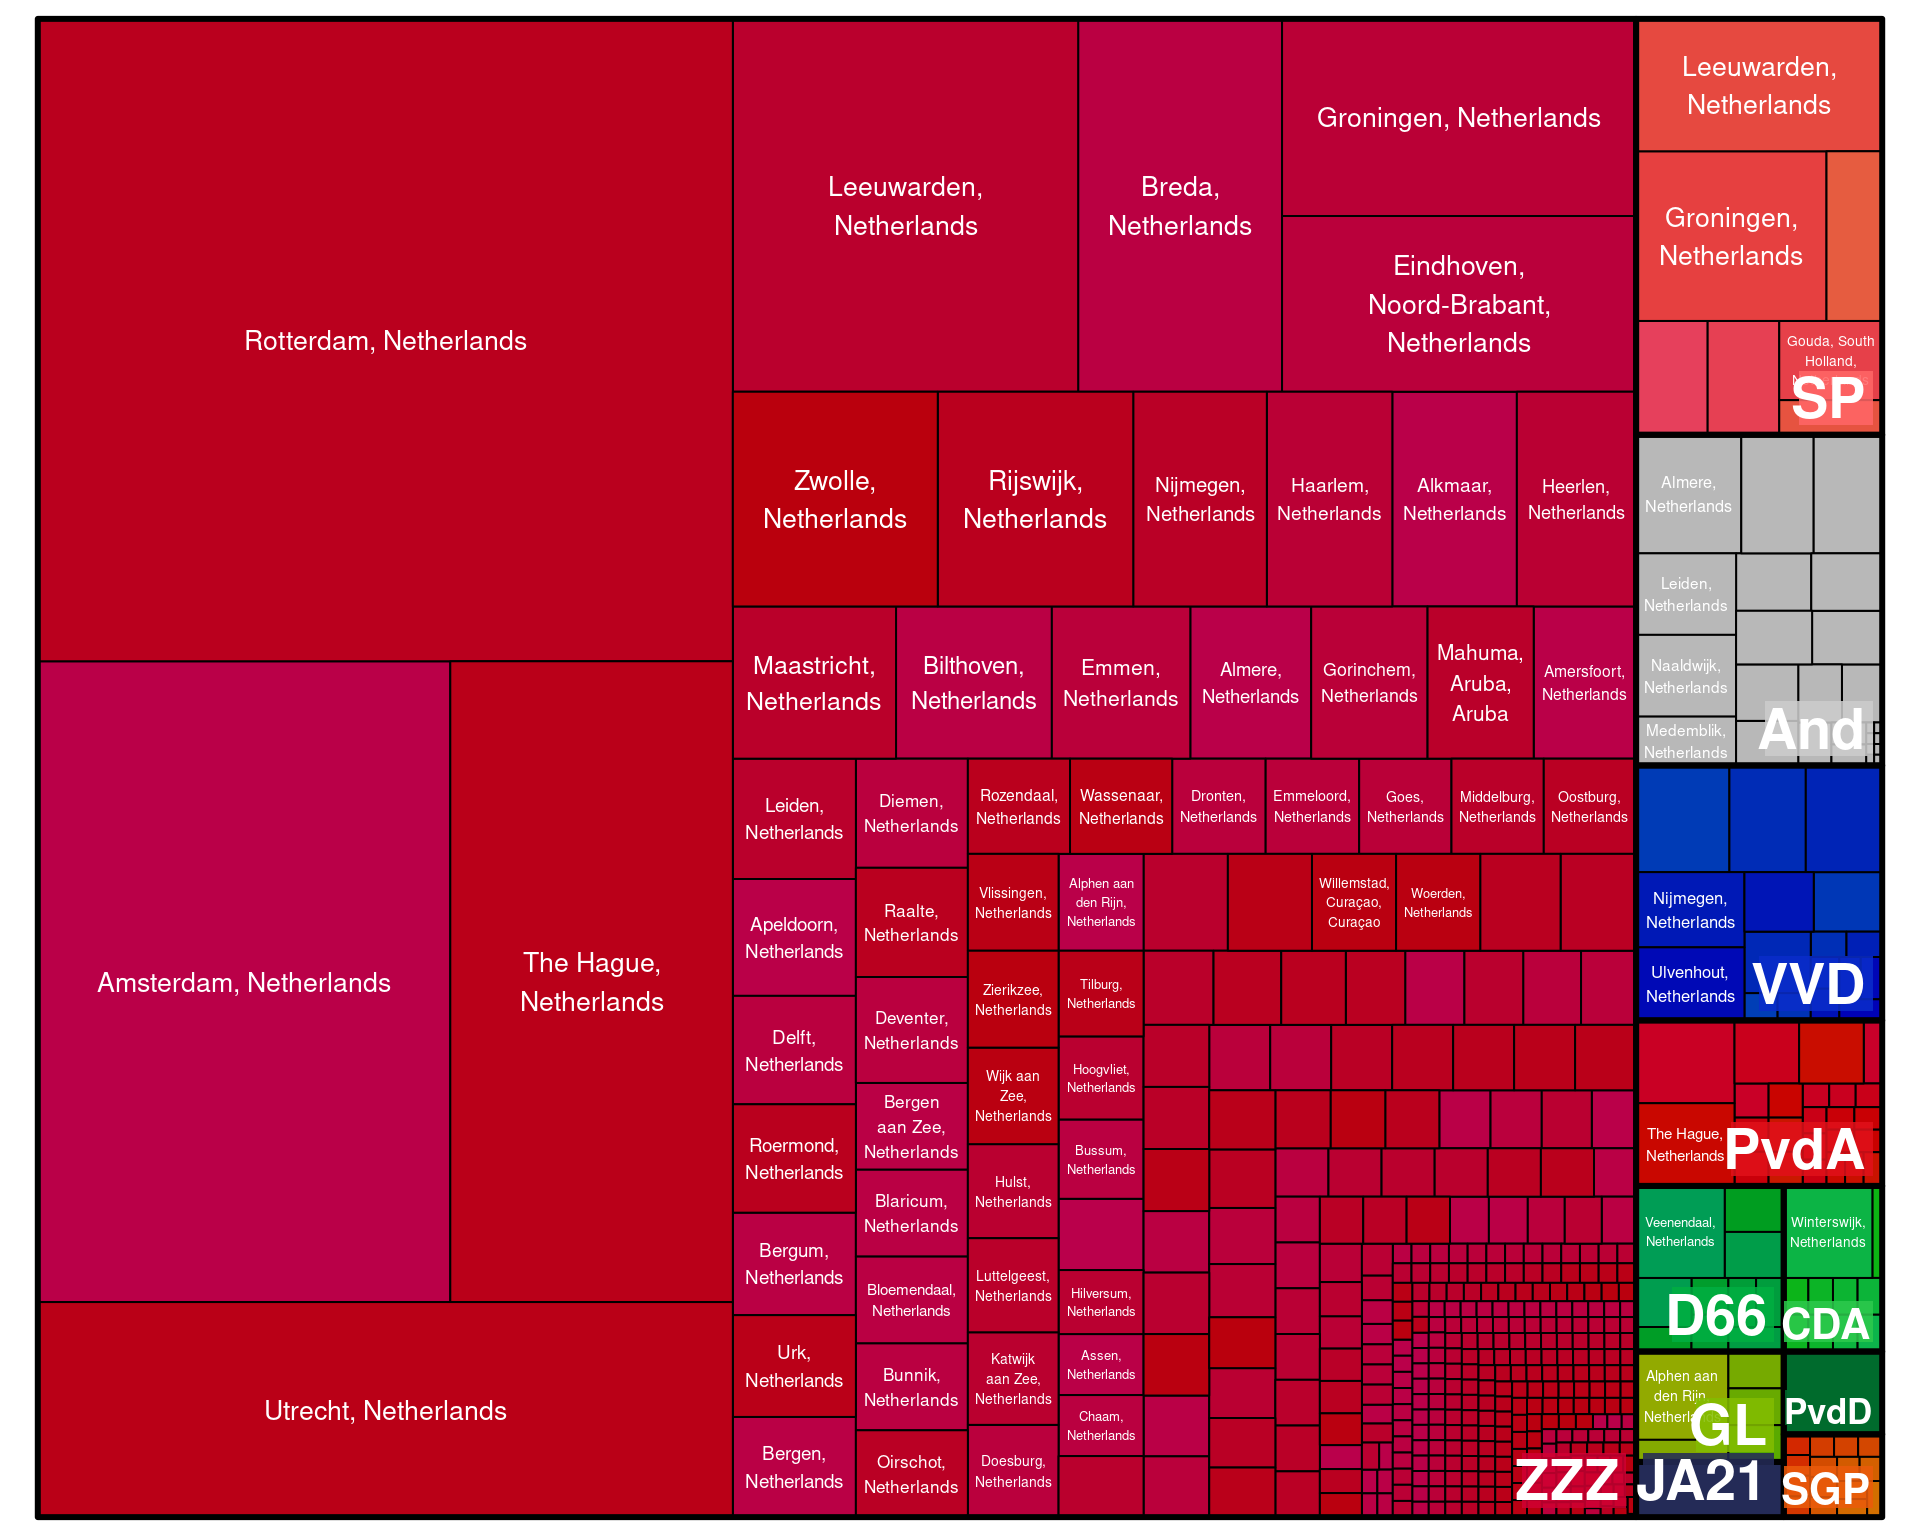 Rotterdam, Netherlands
Amsterdam, Netherlands
The Hague,
Netherlands
Utrecht, Netherlands
Leeuwarden,
Netherlands
Breda,
Netherlands
Groningen, Netherlands
Eindhoven,
Noord-Brabant,
Netherlands
Zwolle,
Netherlands
Rijswijk,
Netherlands
Nijmegen,
Netherlands
Haarlem,
Netherlands
Alkmaar,
Netherlands
Heerlen,
Netherlands
Maastricht,
Netherlands
Bilthoven,
Netherlands
Emmen,
Netherlands
Almere,
Netherlands
Gorinchem,
Netherlands
Mahuma,
Aruba,
Aruba
Amersfoort,
Netherlands
Leiden,
Netherlands
Apeldoorn,
Netherlands
Delft,
Netherlands
Roermond,
Netherlands
Bergum,
Netherlands
Urk,
Netherlands
Bergen,
Netherlands
Diemen,
Netherlands
Raalte,
Netherlands
Deventer,
Netherlands
Bergen
aan Zee,
Netherlands
Blaricum,
Netherlands
Bloemendaal,
Netherlands
Bunnik,
Netherlands
Oirschot,
Netherlands
Rozendaal,
Netherlands
Wassenaar,
Netherlands
Dronten,
Netherlands
Emmeloord,
Netherlands
Goes,
Netherlands
Middelburg,
Netherlands
Oostburg,
Netherlands
Vlissingen,
Netherlands
Zierikzee,
Netherlands
Wijk aan
Zee,
Netherlands
Hulst,
Netherlands
Luttelgeest,
Netherlands
Katwijk
aan Zee,
Netherlands
Doesburg,
Netherlands
Alphen aan
den Rijn,
Netherlands
Willemstad,
Curaçao,
Curaçao
Woerden,
Netherlands
Tilburg,
Netherlands
Hoogvliet,
Netherlands
Bussum,
Netherlands
Hilversum,
Netherlands
Assen,
Netherlands
Chaam,
Netherlands
ZZZ
Leeuwarden,
Netherlands
Groningen,
Netherlands
Gouda, South
Holland,
SP
Almere,
Netherlands
Leiden,
Netherlands
Naaldwijk,
Netherlands
Medemblik,
Netherlands
And
Nijmegen,
Netherlands
Ulvenhout,
Netherlands
VVD
The Hague,
Netherlands
PvdA
Veenendaal,
Netherlands
D66
Winterswijk,
Netherlands
CDA
Alphen aan
den Rijn
GL
PvdD
JA21
SGP